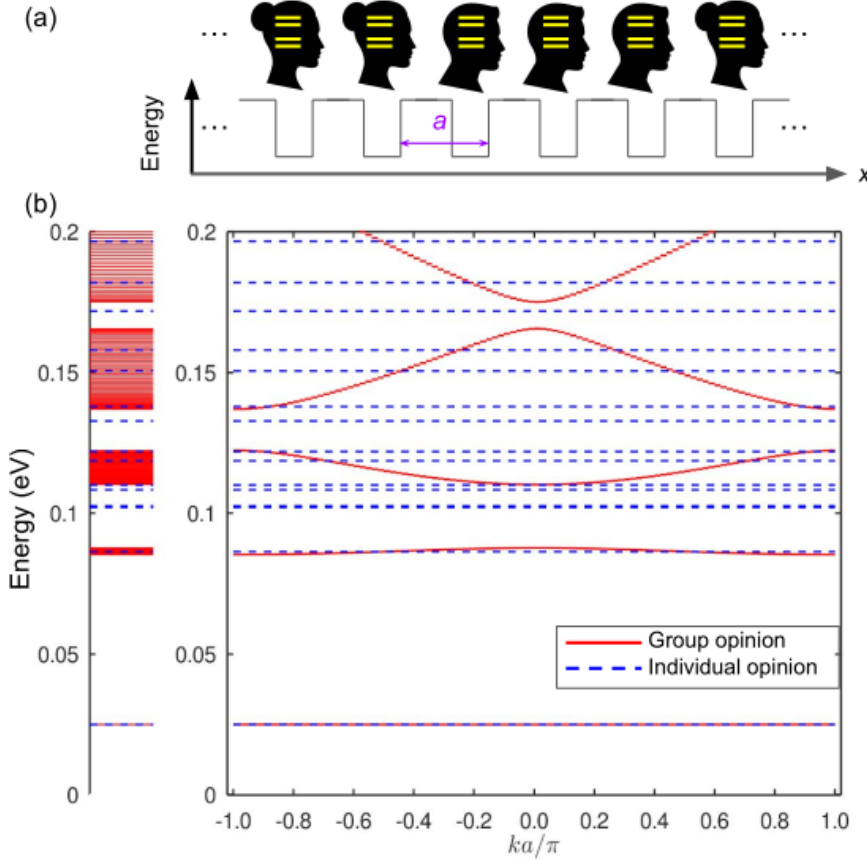 (a)
... ...
Energy
... a ...
x
(b)
0.2 0.2
0.15 0.15
0.1 0.1
0.05 0.05
0 0
Energy (eV)
Group opinion
Individual opinion
-1.0 -0.8 -0.6 -0.4 -0.2 0.0 0.2 0.4 0.6 0.8 1.0
ka/π